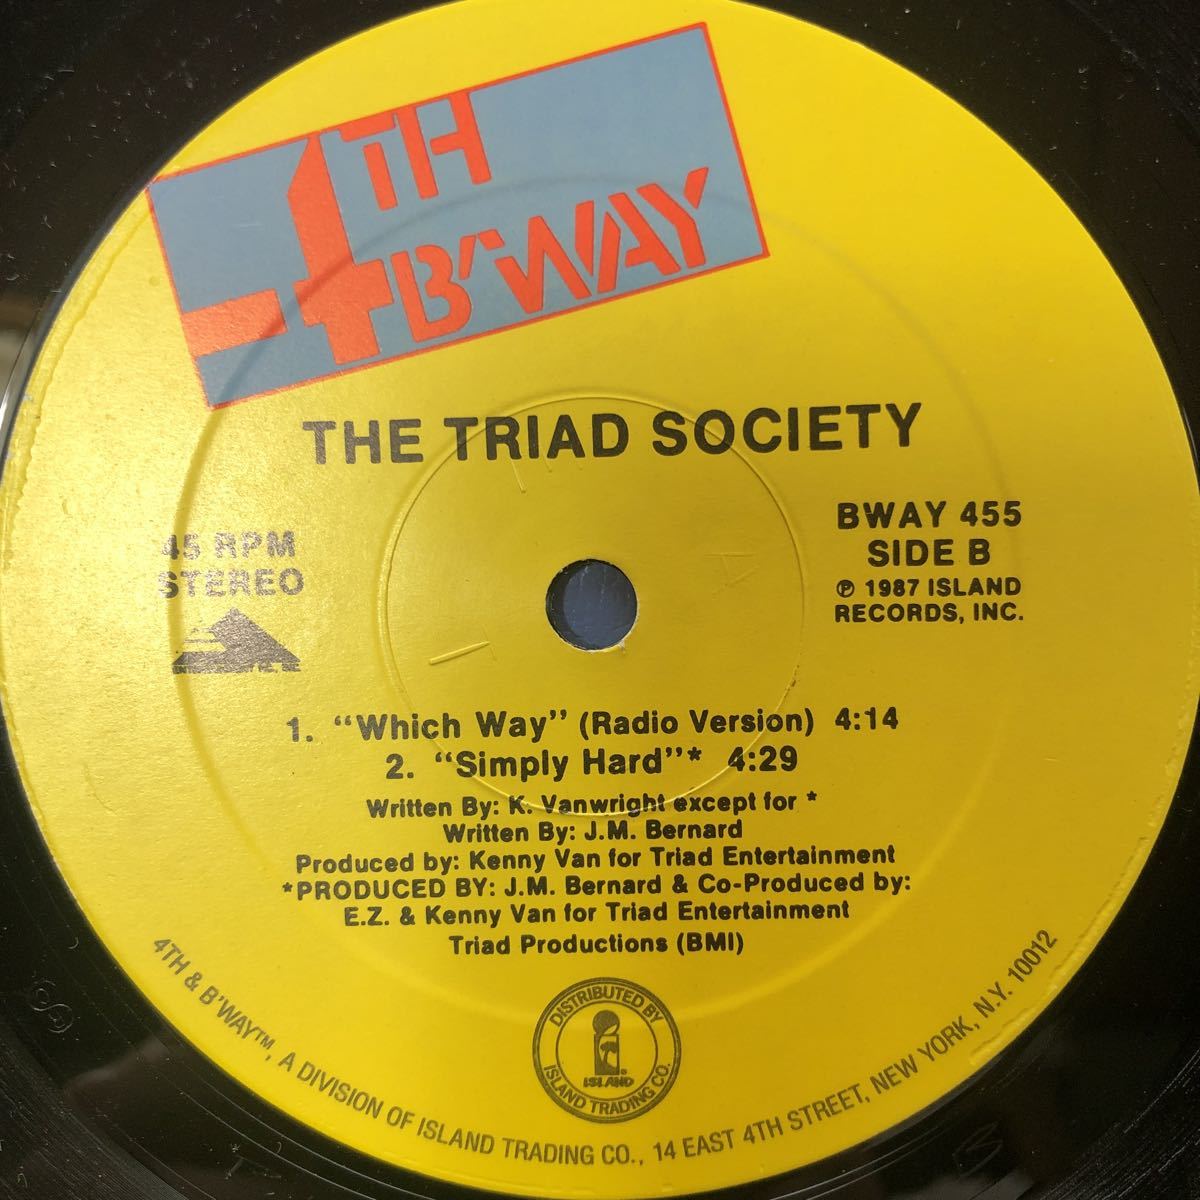 4TH
B'WAY
THE TRIAD SOCIETY
45 RPM
STEREO
BWAY 455
SIDE B
℗ 1987 ISLAND
RECORDS, INC.
1. “Which Way” (Radio Version) 4:14
2. “Simply Hard”* 4:29
Written By: K. Vanwright except for *
Written By: J.M. Bernard
Produced by: Kenny Van for Triad Entertainment
*PRODUCED BY: J.M. Bernard & Co-Produced by:
E.Z. & Kenny Van for Triad Entertainment
Triad Productions (BMI)
DISTRIBUTED BY
ISLAND
ISLAND TRADING CO.
4TH & B'WAY™, A DIVISION OF ISLAND TRADING CO., 14 EAST 4TH STREET, NEW YORK, N.Y. 10012